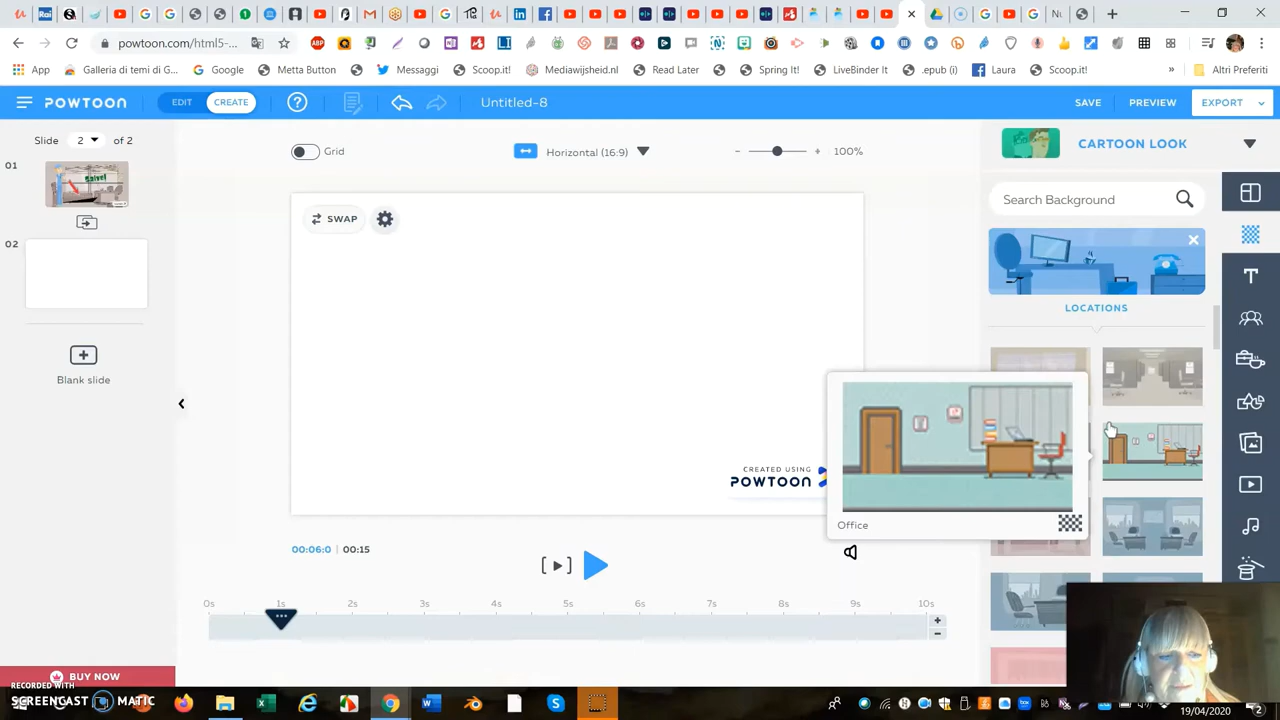 powtoon.com/html5-...
App
Galleria di temi di G...
Google
Metta Button
Messaggi
Scoop.it!
Mediawijsheid.nl
Read Later
Spring It!
LiveBinder It
.epub (i)
Laura
Scoop.it!
»
Altri Preferiti
POWTOON
EDIT
CREATE
Untitled-8
SAVE
PREVIEW
EXPORT
Slide
2
of 2
Grid
Horizontal (16:9)
- + 100%
CARTOON LOOK
01
Search Background
SWAP
02
LOCATIONS
Blank slide
CREATED USING
POWTOON
Office
00:06:0 | 00:15
0s 1s 2s 3s 4s 5s 6s 7s 8s 9s 10s
BUY NOW
RECORDED WITH
SCREENCAST MATIC
19/04/2020
2